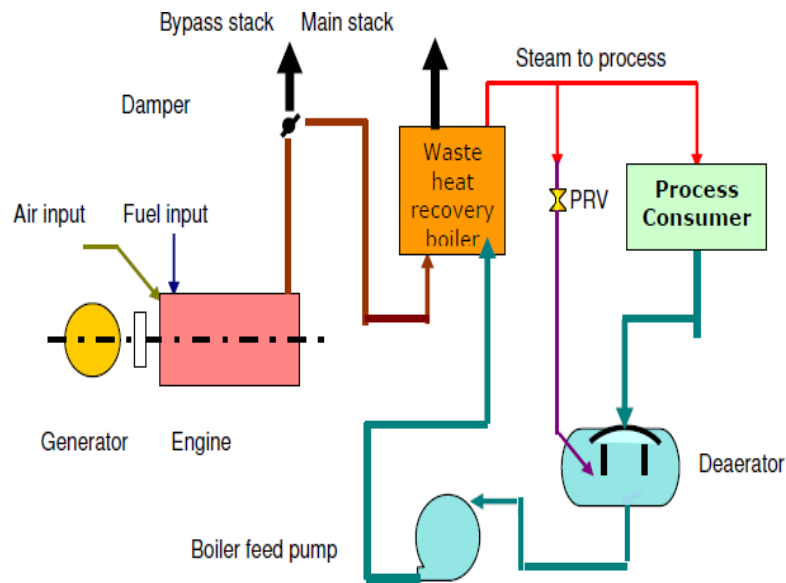 Bypass stack
Main stack
Steam to process
Damper
Waste
heat
recovery
boiler
PRV
Process
Consumer
Air input
Fuel input
Generator
Engine
Deaerator
Boiler feed pump